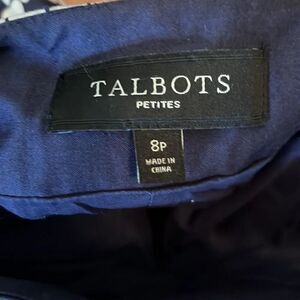 TALBOTS
PETITES
8P
MADE IN
CHINA